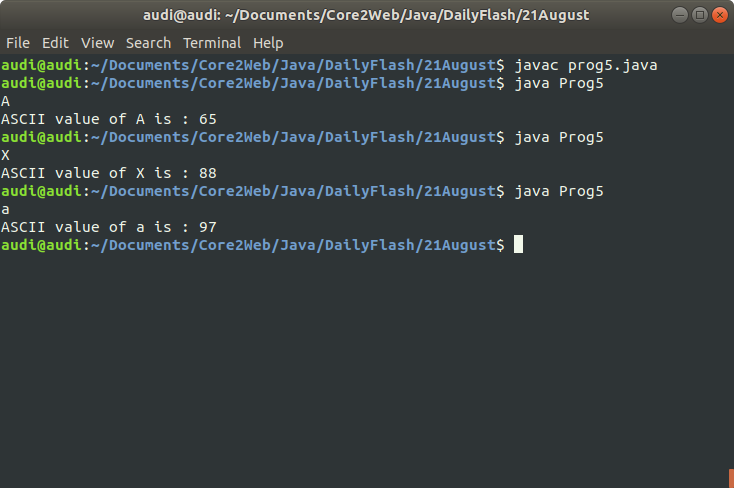 audi@audi: ~/Documents/Core2Web/Java/DailyFlash/21August
File Edit View Search Terminal Help
audi@audi:~/Documents/Core2Web/Java/DailyFlash/21August$ javac prog5.java
audi@audi:~/Documents/Core2Web/Java/DailyFlash/21August$ java Prog5
A
ASCII value of A is : 65
audi@audi:~/Documents/Core2Web/Java/DailyFlash/21August$ java Prog5
X
ASCII value of X is : 88
audi@audi:~/Documents/Core2Web/Java/DailyFlash/21August$ java Prog5
a
ASCII value of a is : 97
audi@audi:~/Documents/Core2Web/Java/DailyFlash/21August$